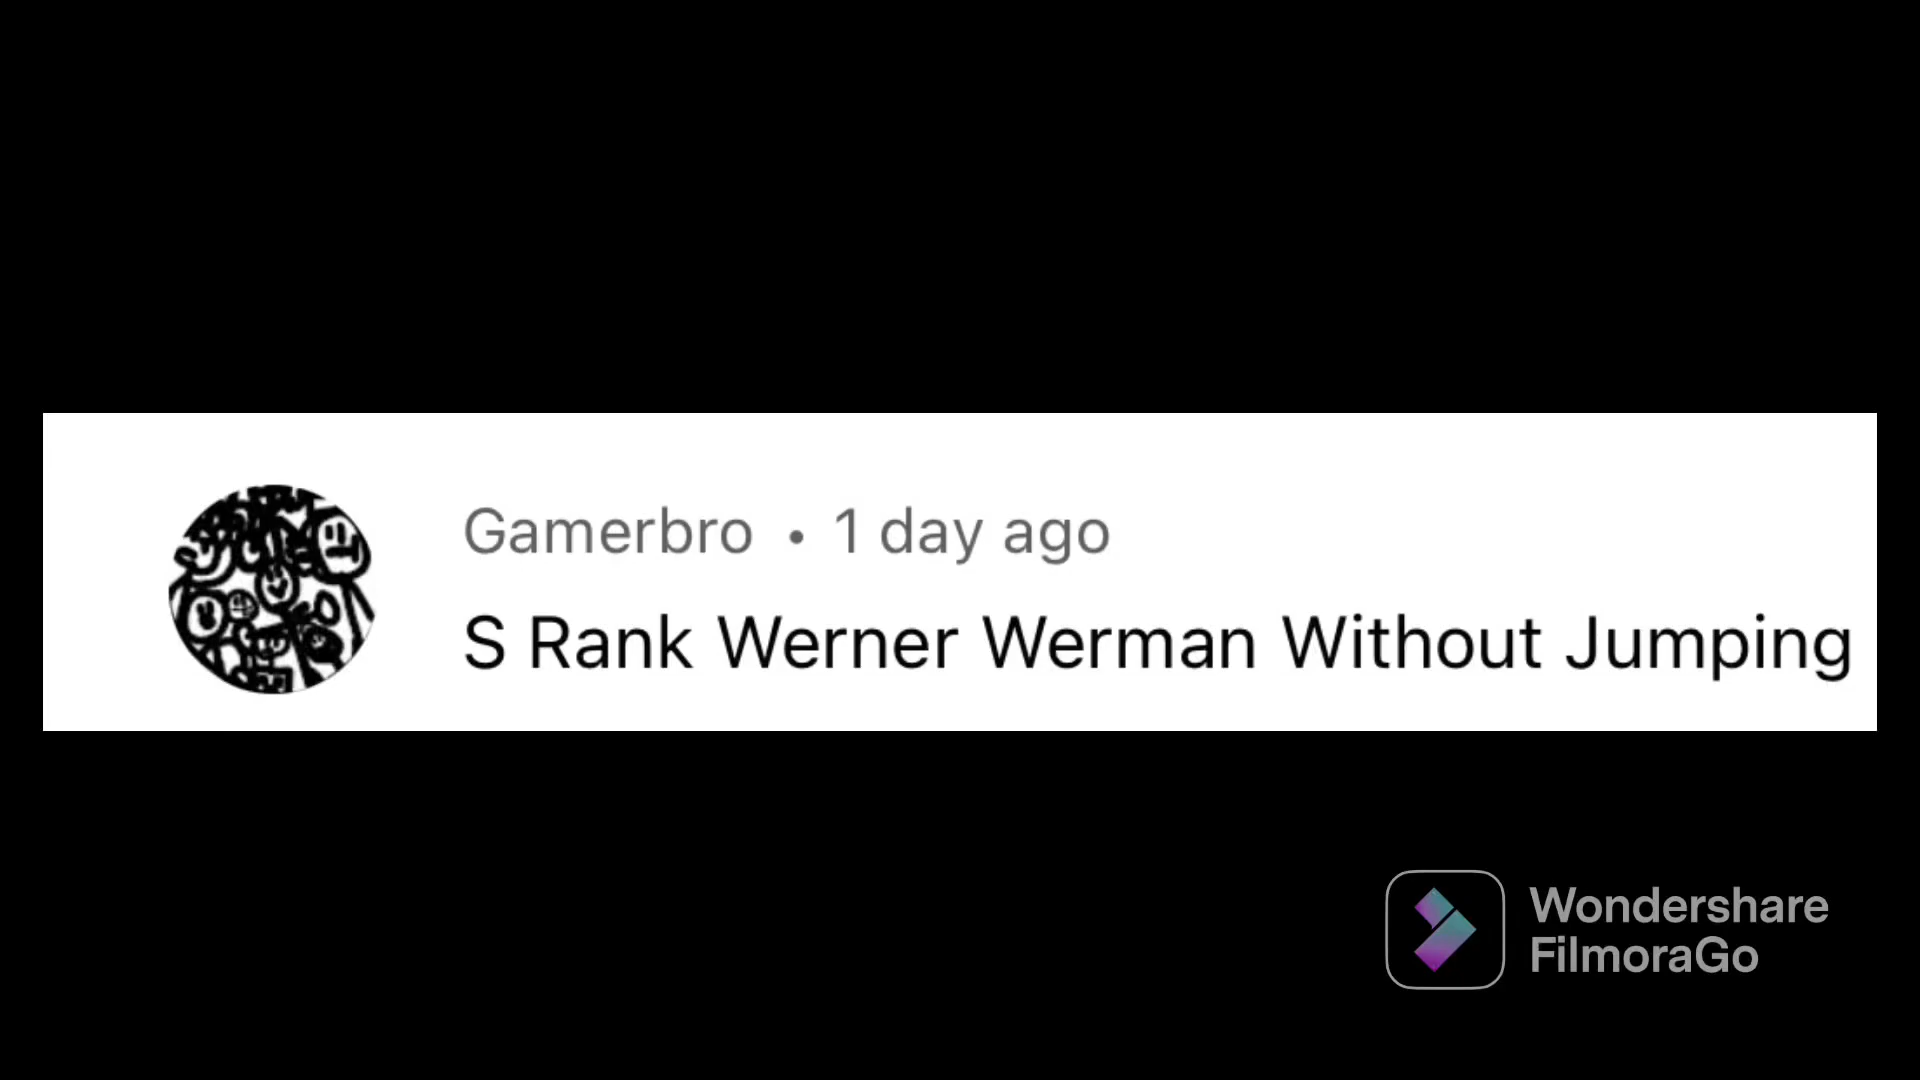 Gamerbro • 1 day ago
S Rank Werner Werman Without Jumping
Wondershare
FilmoraGo